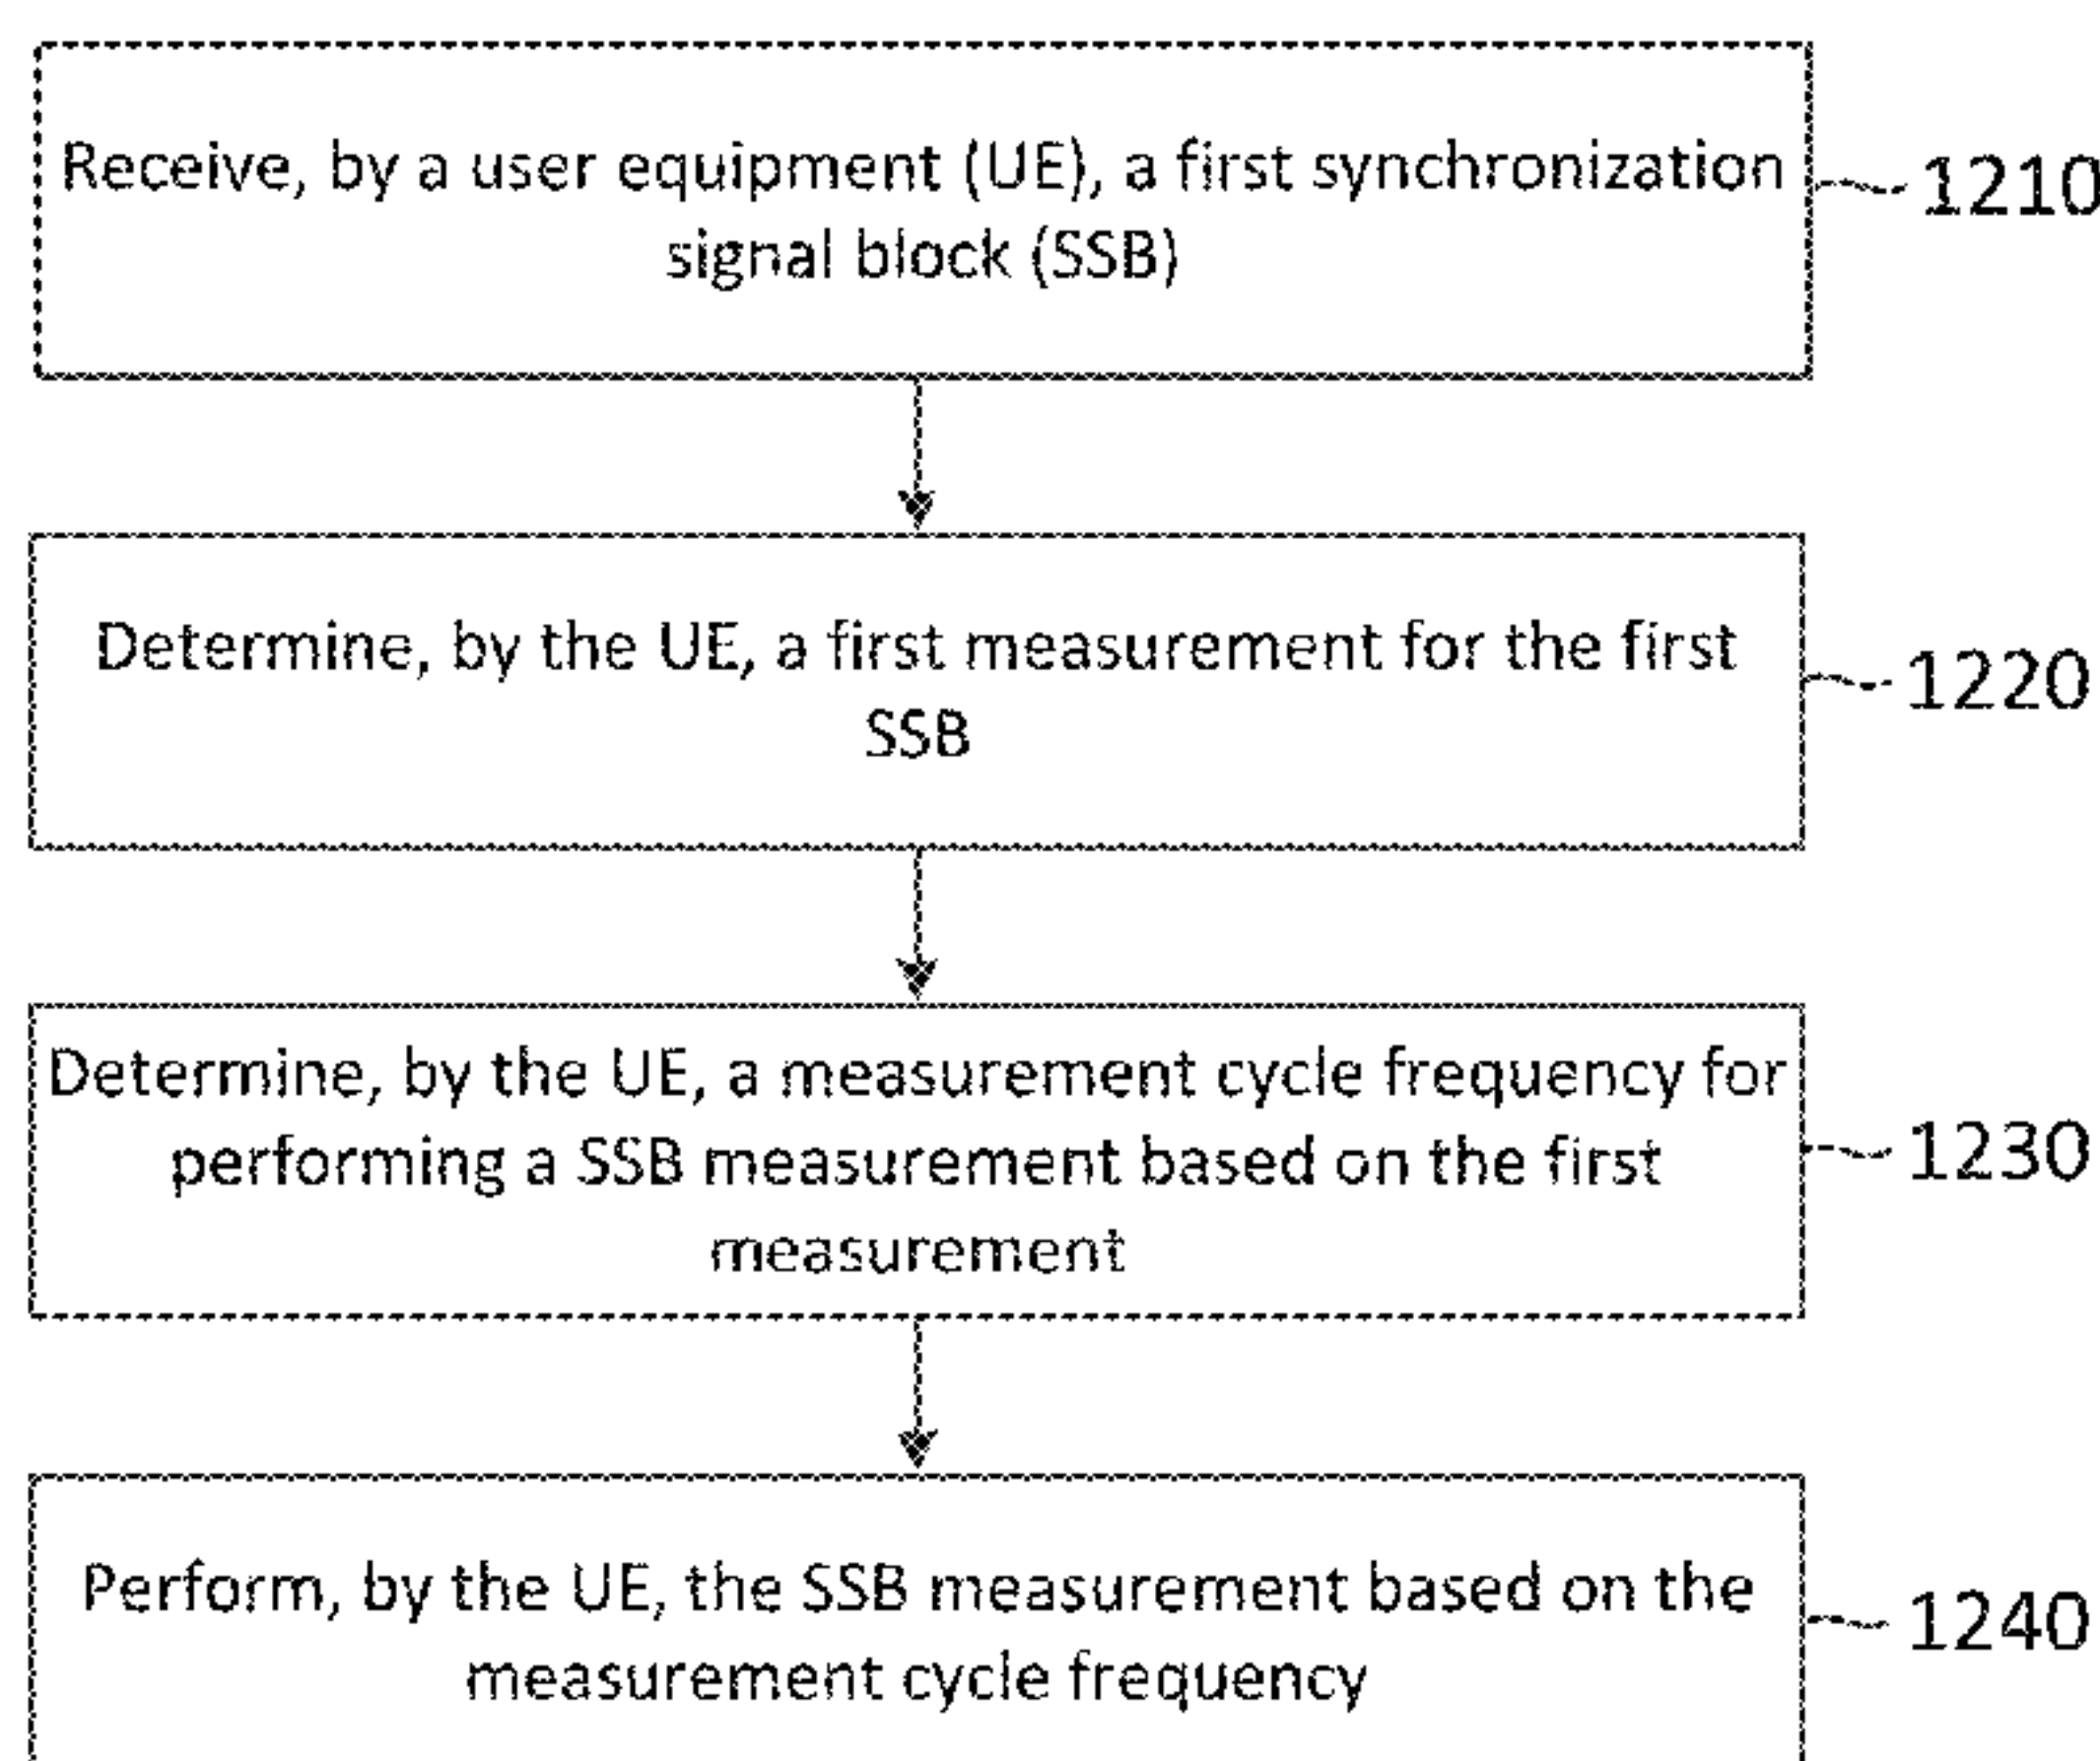 Receive, by a user equipment (UE), a first synchronization
signal block (SSB)
1210
Determine, by the UE, a first measurement for the first
SSB
1220
Determine, by the UE, a measurement cycle frequency for
performing a SSB measurement based on the first
measurement
1230
Perform, by the UE, the SSB measurement based on the
measurement cycle frequency
1240